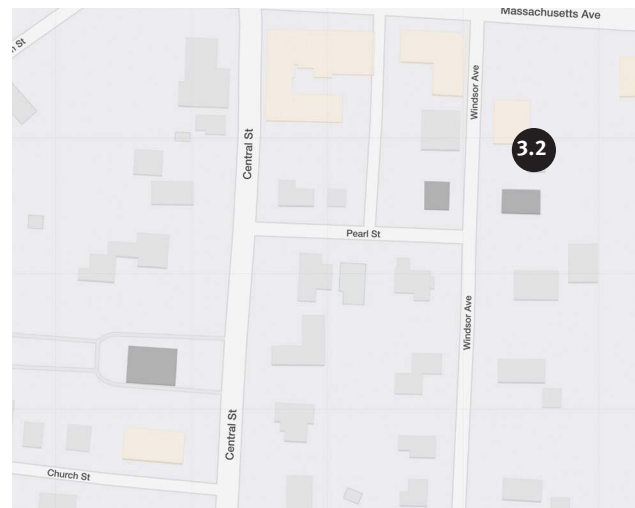 Massachusetts Ave
St
Windsor Ave
Central St
3.2
Pearl St
Windsor Ave
Central St
Church St